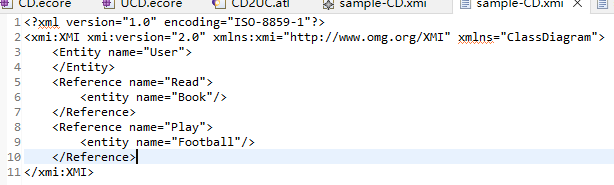 CD.ecore UCD.ecore CD2UC.atl sample-CD.xmi sample-CD.xmi
1 <?xml version="1.0" encoding="ISO-8859-1"?>
2 <xmi:XMI xmi:version="2.0" xmlns:xmi="http://www.omg.org/XMI" xmlns="ClassDiagram">
3 <Entity name="User">
4 </Entity>
5 <Reference name="Read">
6 <entity name="Book"/>
7 </Reference>
8 <Reference name="Play">
9 <entity name="Football"/>
10 </Reference>
11 </xmi:XMI>